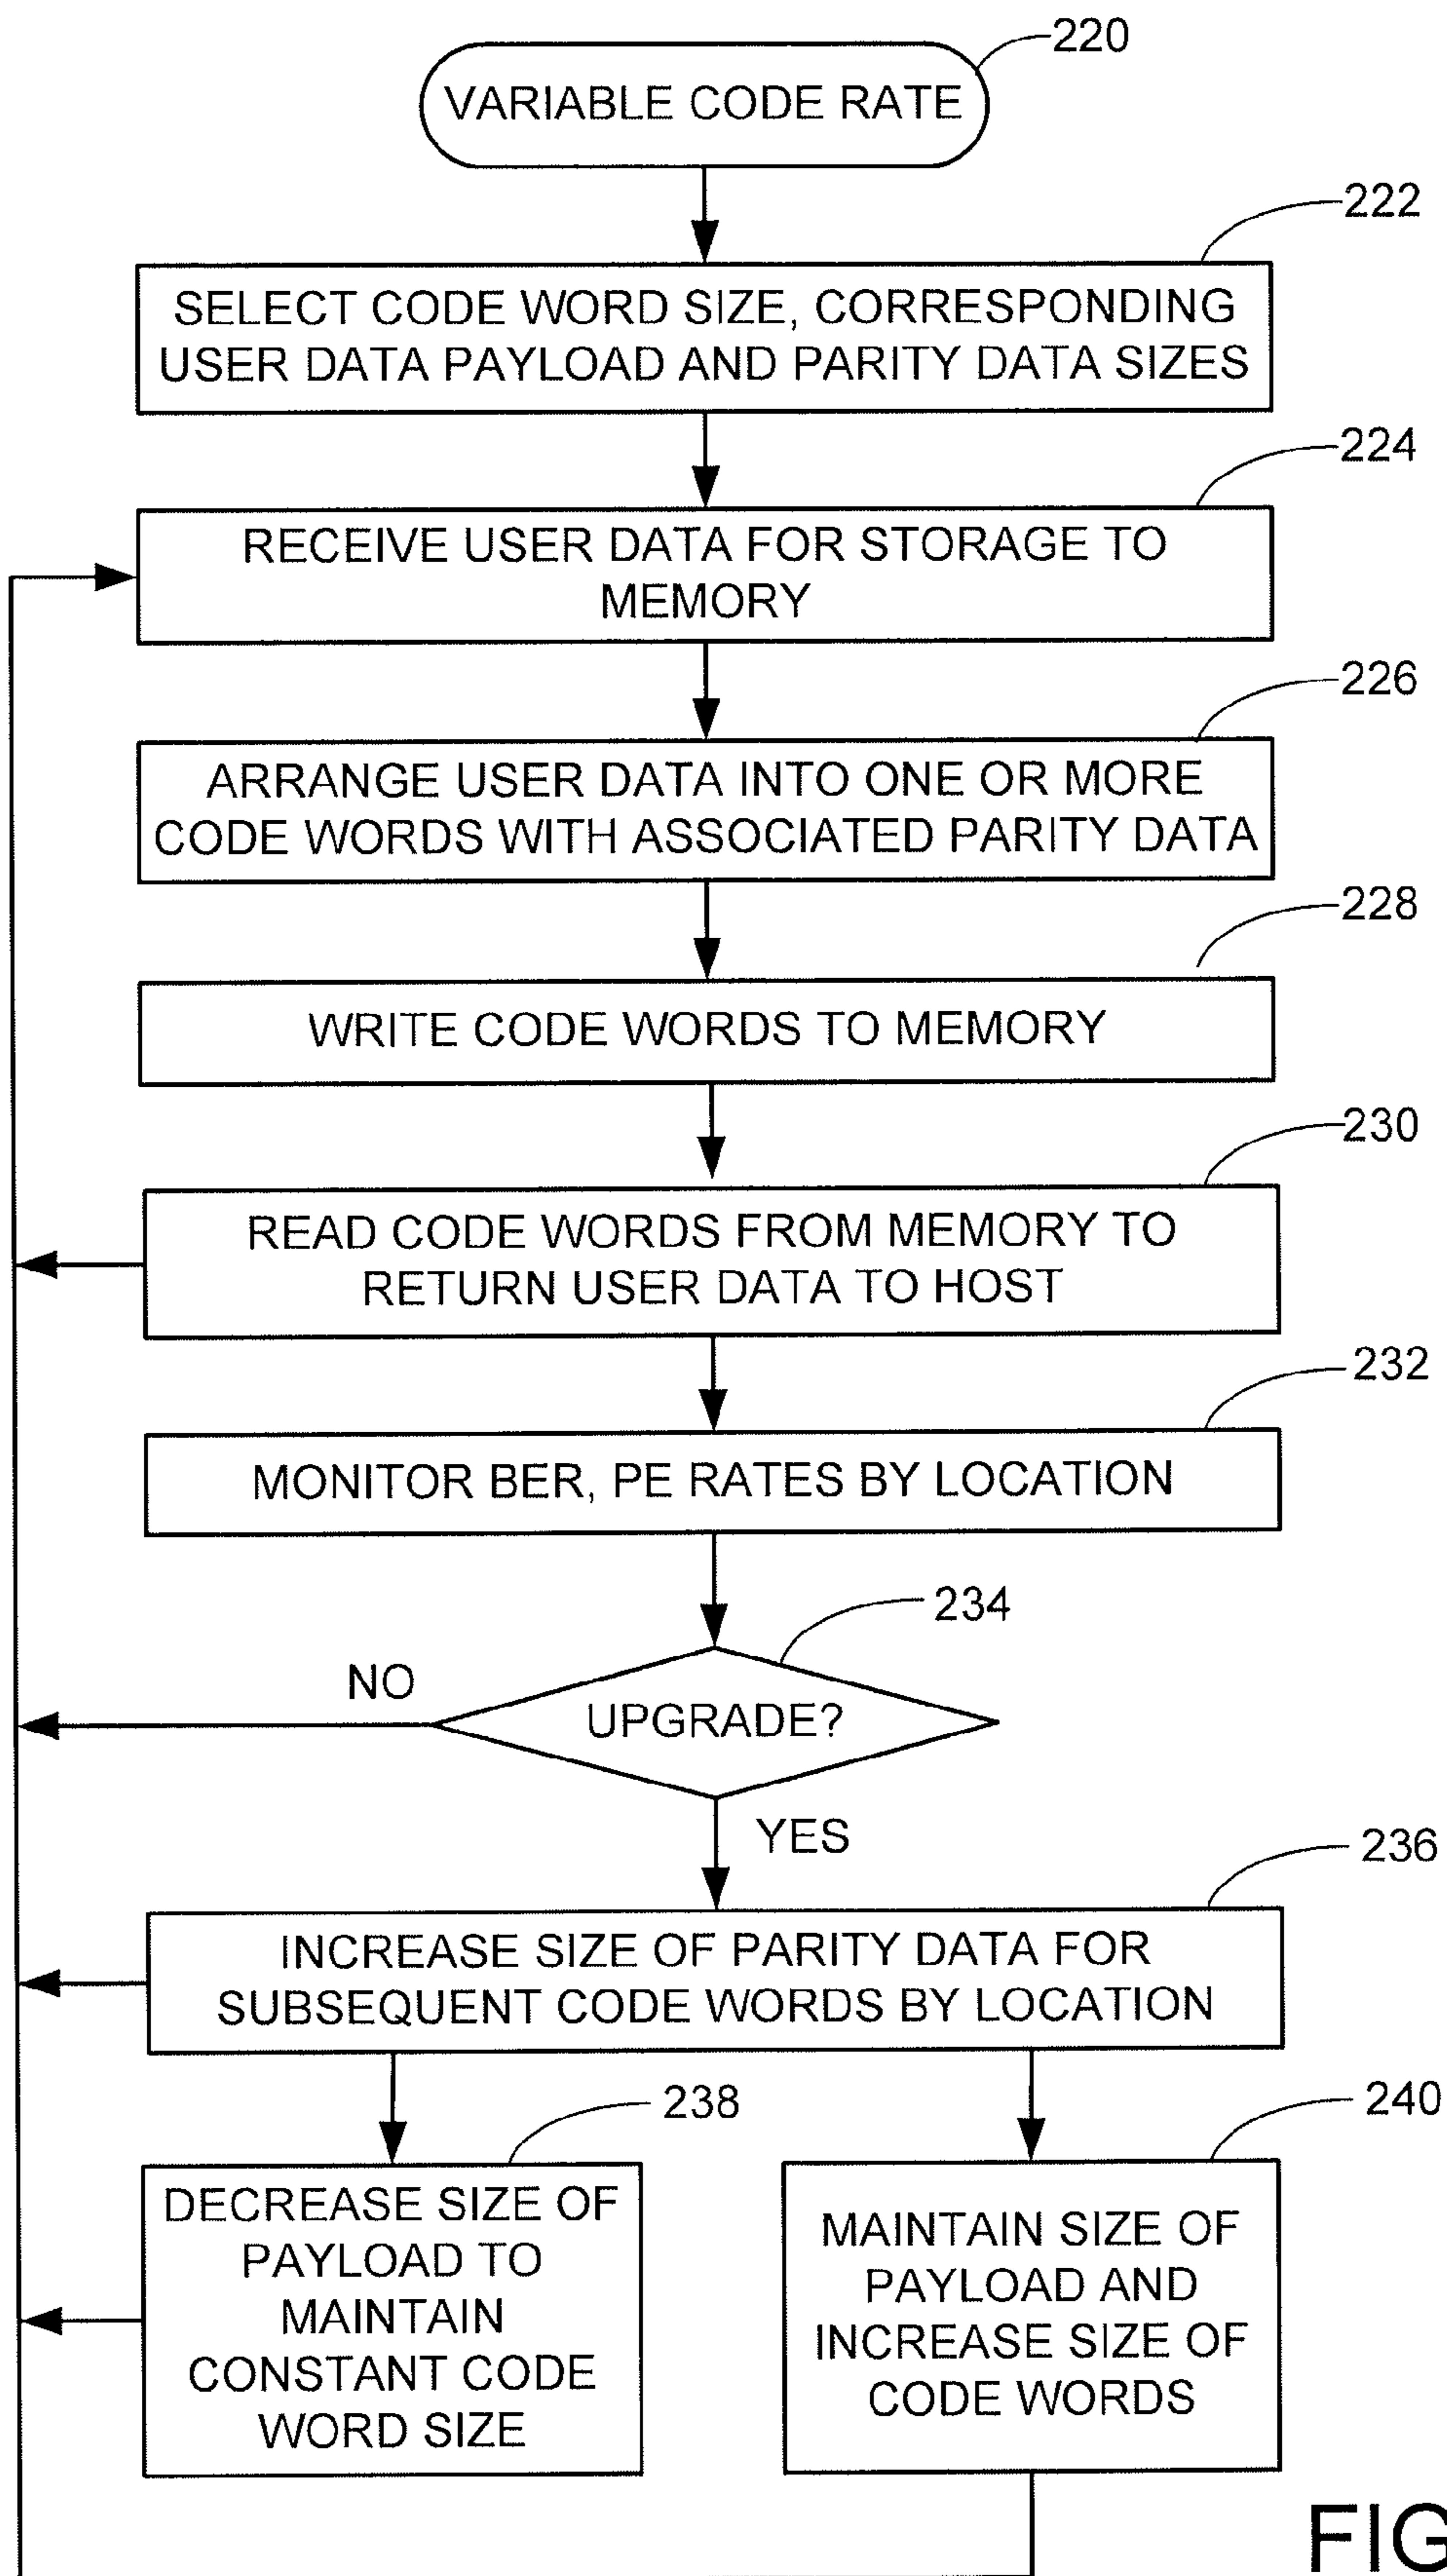 220
VARIABLE CODE RATE
222
SELECT CODE WORD SIZE, CORRESPONDING
USER DATA PAYLOAD AND PARITY DATA SIZES
224
RECEIVE USER DATA FOR STORAGE TO
MEMORY
226
ARRANGE USER DATA INTO ONE OR MORE
CODE WORDS WITH ASSOCIATED PARITY DATA
228
WRITE CODE WORDS TO MEMORY
230
READ CODE WORDS FROM MEMORY TO
RETURN USER DATA TO HOST
232
MONITOR BER, PE RATES BY LOCATION
234
NO
UPGRADE?
YES
236
INCREASE SIZE OF PARITY DATA FOR
SUBSEQUENT CODE WORDS BY LOCATION
238
240
DECREASE SIZE OF
PAYLOAD TO
MAINTAIN
CONSTANT CODE
WORD SIZE
MAINTAIN SIZE OF
PAYLOAD AND
INCREASE SIZE OF
CODE WORDS
FIG